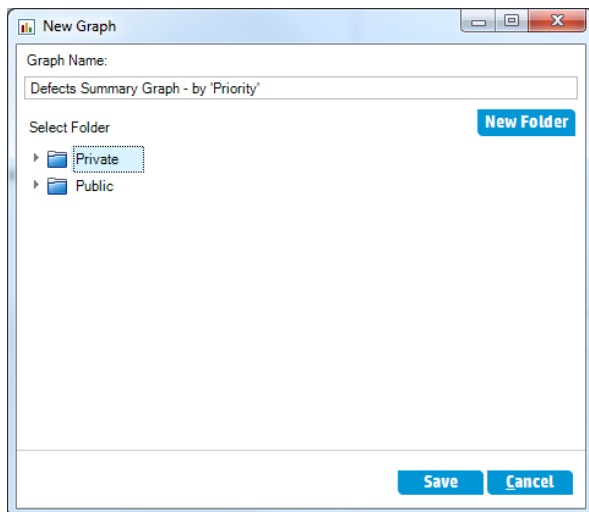 New Graph
Graph Name:
Defects Summary Graph - by 'Priority'
New Folder
Select Folder
Private
Public
Save Cancel